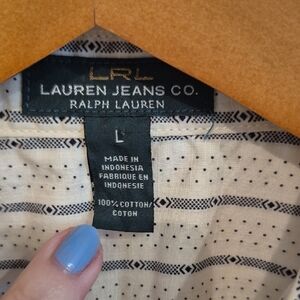 LRL
LAUREN JEANS CO.
RALPH LAUREN
L
MADE IN
INDONESIA
FABRIQUE EN
INDONESIE
100% COTTON/
COTON